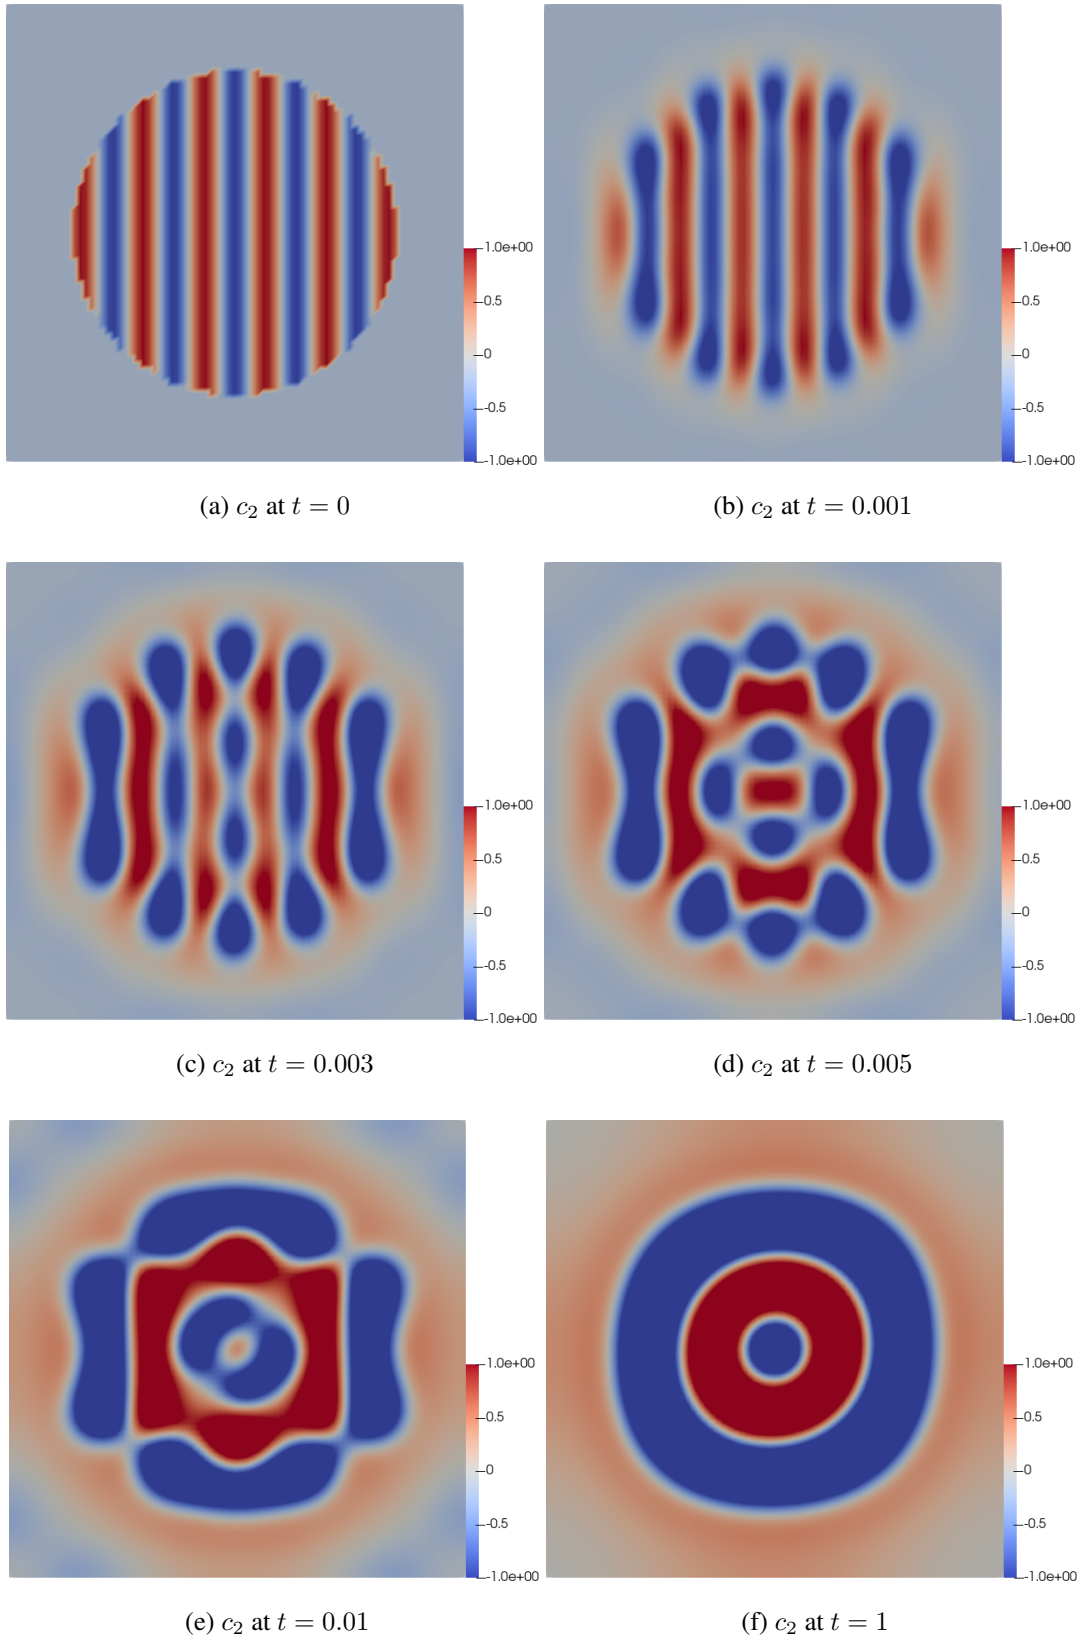 1.0e+00
0.5
0
-0.5
-1.0e+00
1.0e+00
0.5
0
-0.5
-1.0e+00
(a) c₂ at t = 0
(b) c₂ at t = 0.001
1.0e+00
0.5
0
-0.5
-1.0e+00
1.0e+00
0.5
0
-0.5
-1.0e+00
(c) c₂ at t = 0.003
(d) c₂ at t = 0.005
1.0e+00
0.5
0
-0.5
-1.0e+00
1.0e+00
0.5
0
-0.5
-1.0e+00
(e) c₂ at t = 0.01
(f) c₂ at t = 1